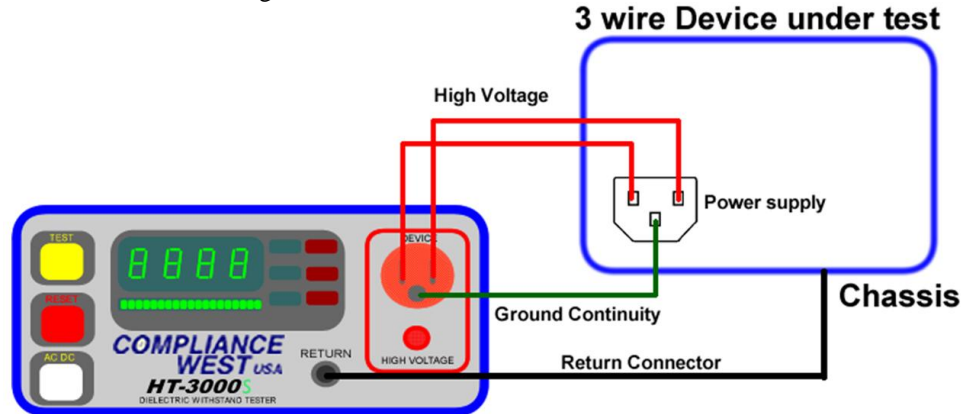 3 wire Device under test
High Voltage
Power supply
TEST
DEVICE
8888
RESET
Ground Continuity
Chassis
COMPLIANCE
WEST USA
RETURN
HIGH VOLTAGE
Return Connector
AC DC
HT-3000S
DIELECTRIC WITHSTAND TESTER